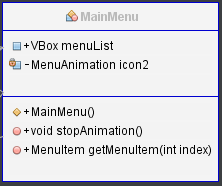 MainMenu
+VBox menuList
-MenuAnimation icon2
+MainMenu()
+void stopAnimation()
+MenuItem getMenuItem(int index)